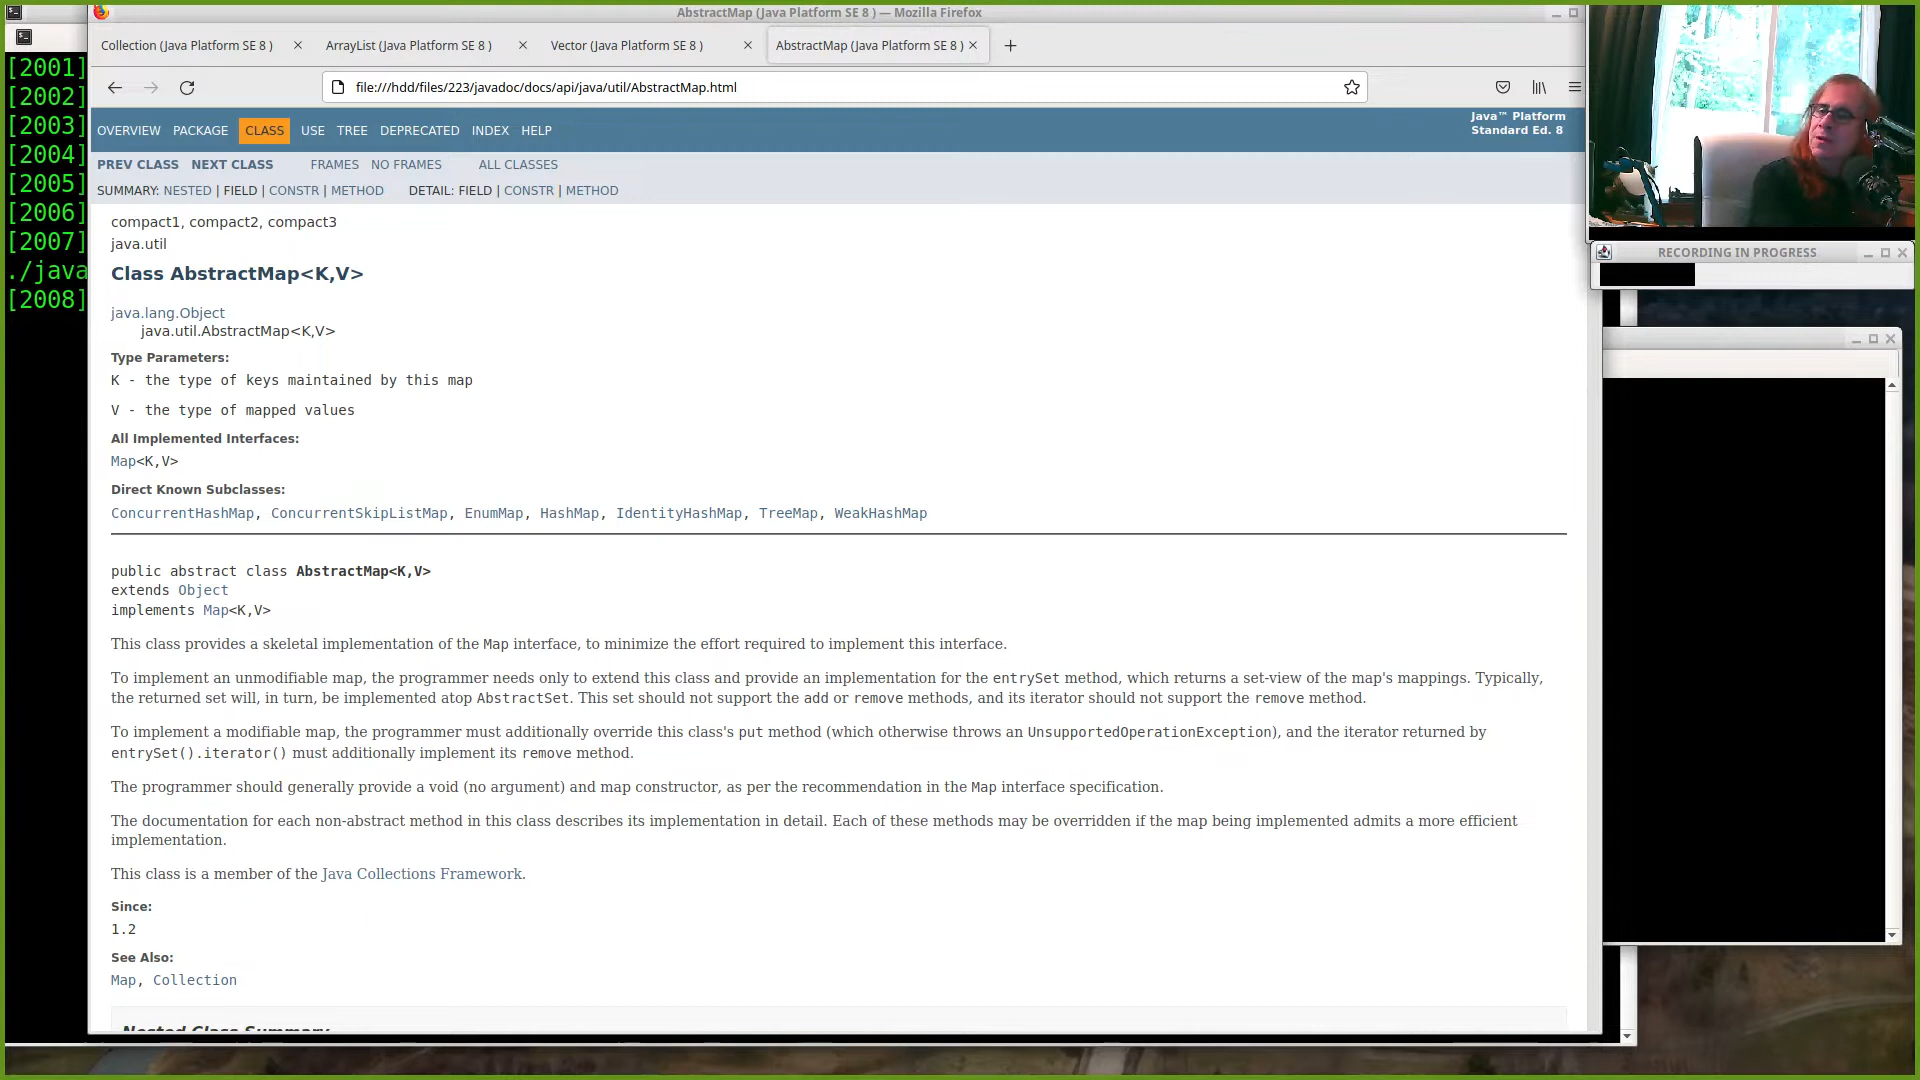 AbstractMap (Java Platform SE 8 ) — Mozilla Firefox
Collection (Java Platform SE 8 )
ArrayList (Java Platform SE 8 )
Vector (Java Platform SE 8 )
AbstractMap (Java Platform SE 8 )
file:///hdd/files/223/javadoc/docs/api/java/util/AbstractMap.html
[2001]
[2002]
[2003]
[2004]
[2005]
[2006]
[2007]
./java
[2008]
OVERVIEW PACKAGE CLASS USE TREE DEPRECATED INDEX HELP
Java™ Platform
Standard Ed. 8
PREV CLASS NEXT CLASS FRAMES NO FRAMES ALL CLASSES
SUMMARY: NESTED | FIELD | CONSTR | METHOD DETAIL: FIELD | CONSTR | METHOD
compact1, compact2, compact3
java.util
Class AbstractMap<K,V>
java.lang.Object
java.util.AbstractMap<K,V>
Type Parameters:
K - the type of keys maintained by this map
V - the type of mapped values
All Implemented Interfaces:
Map<K,V>
Direct Known Subclasses:
ConcurrentHashMap, ConcurrentSkipListMap, EnumMap, HashMap, IdentityHashMap, TreeMap, WeakHashMap
public abstract class AbstractMap<K,V>
extends Object
implements Map<K,V>
This class provides a skeletal implementation of the Map interface, to minimize the effort required to implement this interface.
To implement an unmodifiable map, the programmer needs only to extend this class and provide an implementation for the entrySet method, which returns a set-view of the map's mappings. Typically,
the returned set will, in turn, be implemented atop AbstractSet. This set should not support the add or remove methods, and its iterator should not support the remove method.
To implement a modifiable map, the programmer must additionally override this class's put method (which otherwise throws an UnsupportedOperationException), and the iterator returned by
entrySet().iterator() must additionally implement its remove method.
The programmer should generally provide a void (no argument) and map constructor, as per the recommendation in the Map interface specification.
The documentation for each non-abstract method in this class describes its implementation in detail. Each of these methods may be overridden if the map being implemented admits a more efficient
implementation.
This class is a member of the Java Collections Framework.
Since:
1.2
See Also:
Map, Collection
Nested Class Summary
RECORDING IN PROGRESS